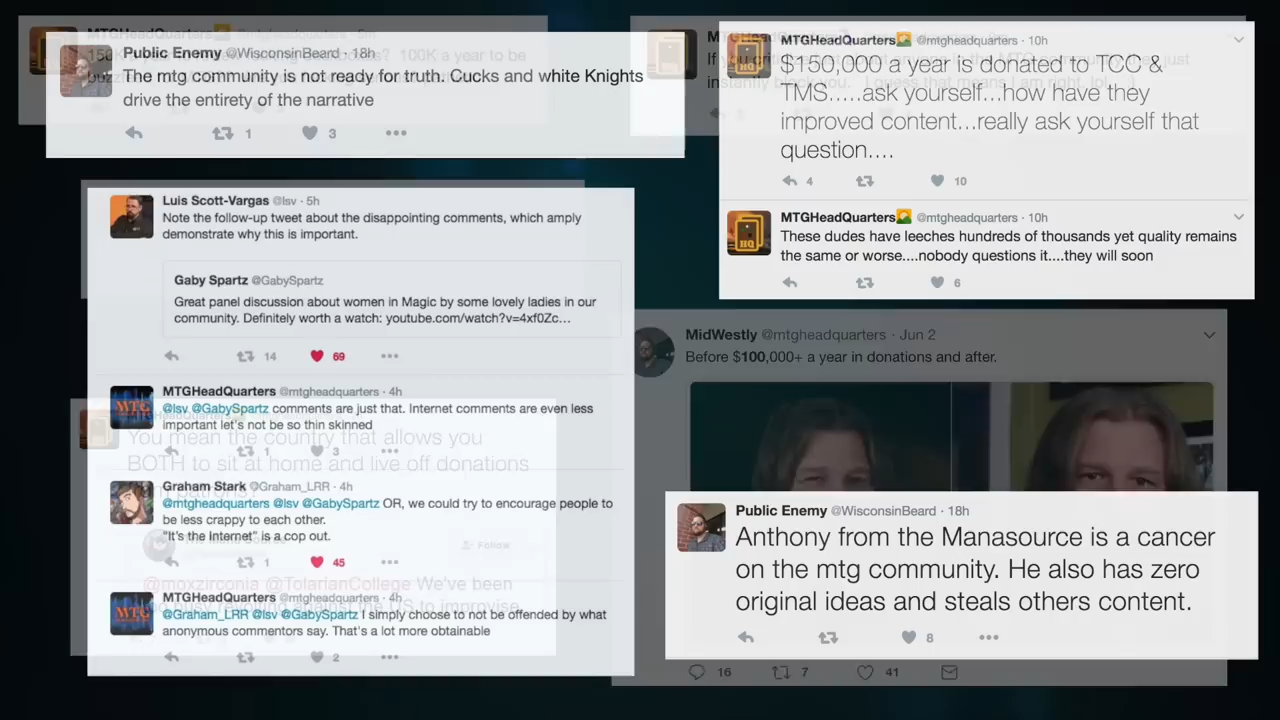 Public Enemy @WisconsinBeard · 18h
The mtg community is not ready for truth. Cucks and white Knights
drive the entirety of the narrative
1
3
MTGHeadQuarters @mtgheadquarters · 10h
$150,000 a year is donated to TCC &
TMS.....ask yourself...how have they
improved content...really ask yourself that
question....
4
10
MTGHeadQuarters @mtgheadquarters · 10h
These dudes have leeches hundreds of thousands yet quality remains
the same or worse....nobody questions it....they will soon
6
Luis Scott-Vargas @lsv · 5h
Note the follow-up tweet about the disappointing comments, which amply
demonstrate why this is important.
Gaby Spartz @GabySpartz
Great panel discussion about women in Magic by some lovely ladies in our
community. Definitely worth a watch: youtube.com/watch?v=4xf0Zc...
14
69
MTGHeadQuarters @mtgheadquarters · 4h
@lsv @GabySpartz comments are just that. Internet comments are even less
important let's not be so thin skinned
1
3
Graham Stark @Graham_LRR · 4h
@mtgheadquarters @lsv @GabySpartz OR, we could try to encourage people to
be less crappy to each other.
"It's the Internet" is a cop out.
1
45
MTGHeadQuarters @mtgheadquarters · 4h
@Graham_LRR @lsv @GabySpartz I simply choose to not be offended by what
anonymous commentors say. That's a lot more obtainable
2
You mean the country that allows you
BOTH to sit at home and live off donations
Follow
@moxzirconia @TolarianCollege We've been
MidWestly @mtgheadquarters · Jun 2
Before $100,000+ a year in donations and after.
Public Enemy @WisconsinBeard · 18h
Anthony from the Manasource is a cancer
on the mtg community. He also has zero
original ideas and steals others content.
8
16
7
41